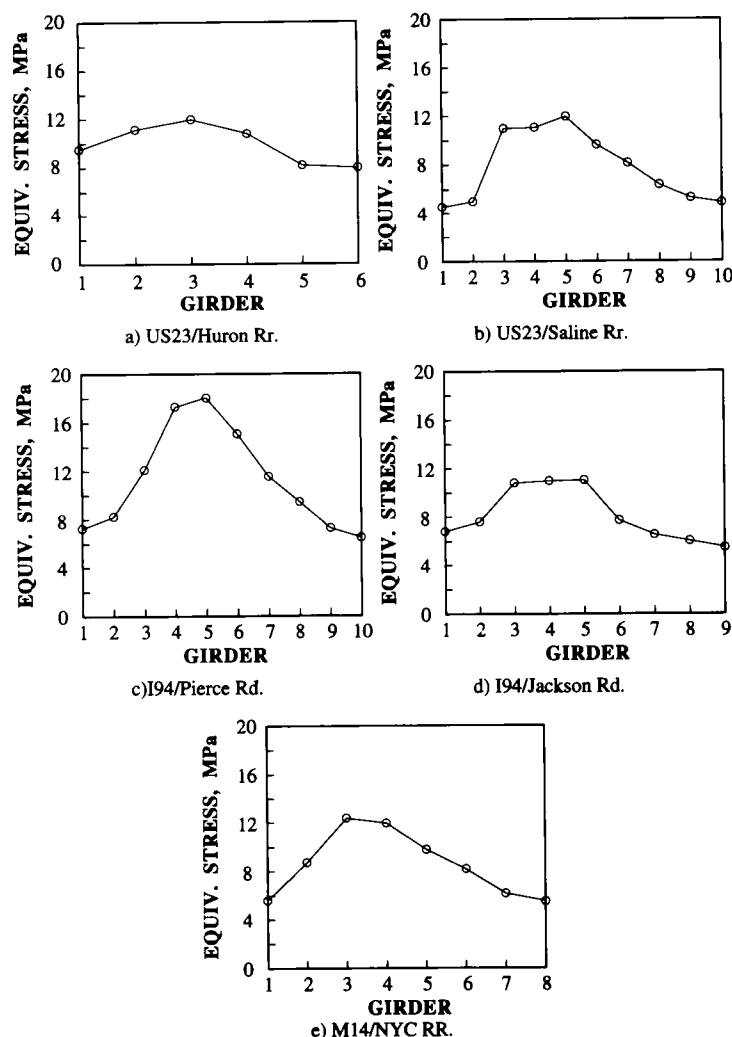 EQUIV. STRESS, MPa
20
16
12
8
4
0
1 2 3 4 5 6
GIRDER
a) US23/Huron Rr.
EQUIV. STRESS, MPa
20
16
12
8
4
0
1 2 3 4 5 6 7 8 9 10
GIRDER
b) US23/Saline Rr.
EQUIV. STRESS, MPa
20
16
12
8
4
0
1 2 3 4 5 6 7 8 9 10
GIRDER
c)I94/Pierce Rd.
EQUIV. STRESS, MPa
20
16
12
8
4
0
1 2 3 4 5 6 7 8 9
GIRDER
d) I94/Jackson Rd.
EQUIV. STRESS, MPa
20
16
12
8
4
0
1 2 3 4 5 6 7 8
GIRDER
e) M14/NYC RR.